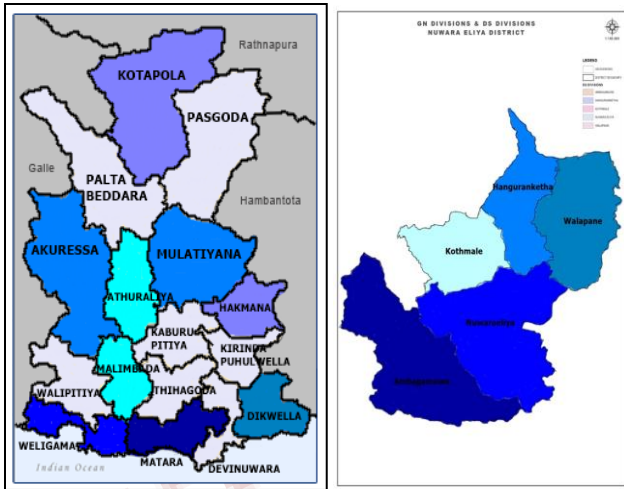 Rathnapura
KOTAPOLA
PASGODA
Galle
PALTA
BEDDARA
Hambantota
AKURESSA
MULATIYANA
ATHURALIYA
HAKMANA
KABURU
PITIYA
KIRINDA
PUHULWELLA
MALIMBADA
WALIPITIYA
THIHAGODA
DIKWELLA
WELIGAMA
MATARA
DEVINUWARA
Indian Ocean
GN DIVISIONS & DS DIVISIONS
NUWARA ELIYA DISTRICT
LEGEND
Hanguranketha
Walapane
Kothmale